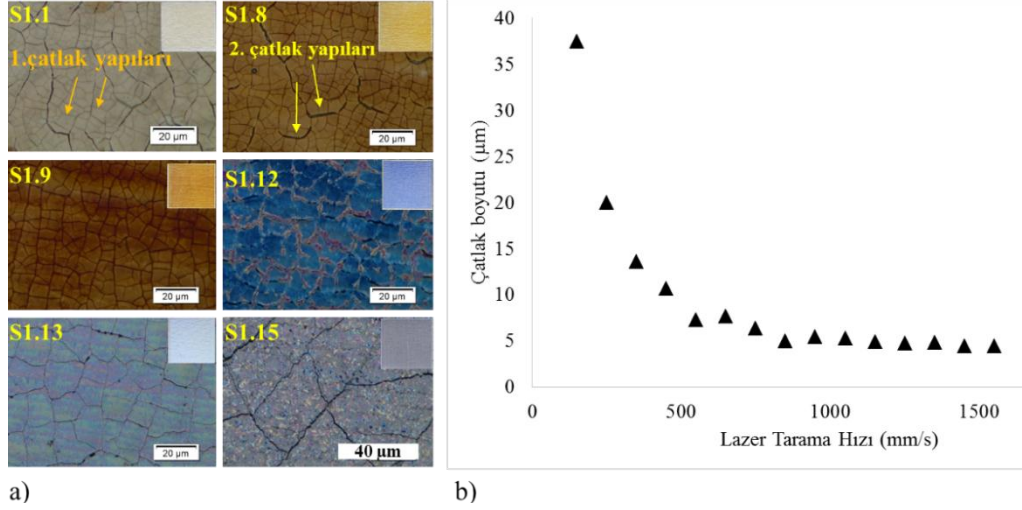 S1.1
1.çatlak yapıları
20 µm
S1.8
2. çatlak yapıları
20 µm
S1.9
20 µm
S1.12
20 µm
S1.13
20 µm
S1.15
40 µm
a)
Çatlak boyutu (µm)
40
35
30
25
20
15
10
5
0
0 500 1000 1500
Lazer Tarama Hızı (mm/s)
b)